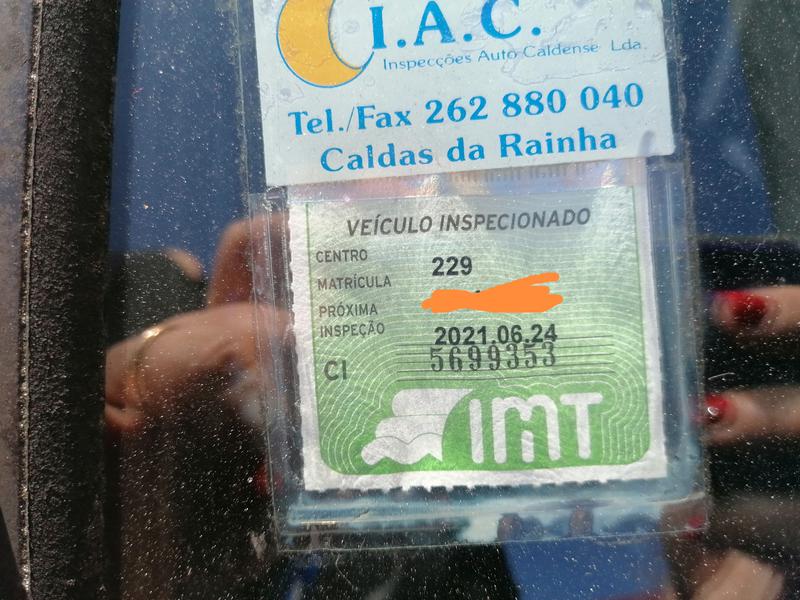 I.A.C.
Inspecções Auto Caldense Lda.
Tel./Fax 262 880 040
Caldas da Rainha
VEÍCULO INSPECIONADO
CENTRO 229
MATRÍCULA
PRÓXIMA
INSPEÇÃO 2021.06.24
CI 5699353
IMT